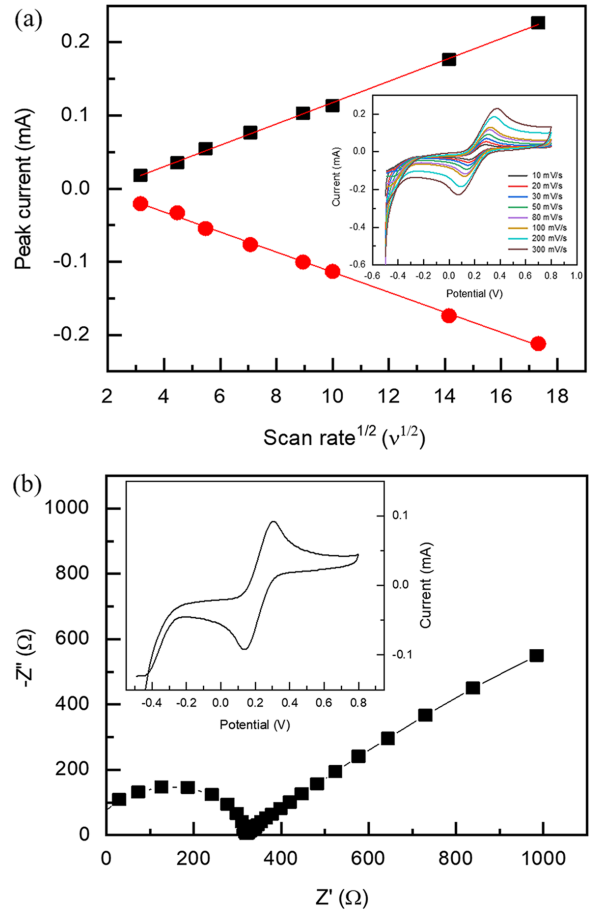 (a)
0.2
0.1
0.0
-0.1
-0.2
Peak current (mA)
2 4 6 8 10 12 14 16 18
Scan rate1/2 (ν1/2)
0.4
0.2
0.0
-0.2
-0.4
-0.6
Current (mA)
-0.6 -0.4 -0.2 0.0 0.2 0.4 0.6 0.8 1.0
Potential (V)
10 mV/s
20 mV/s
30 mV/s
50 mV/s
80 mV/s
100 mV/s
200 mV/s
300 mV/s
(b)
1000
800
600
400
200
0
-Z" (Ω)
0 200 400 600 800 1000
Z' (Ω)
0.1
0.0
-0.1
Current (mA)
-0.4 -0.2 0.0 0.2 0.4 0.6 0.8
Potential (V)